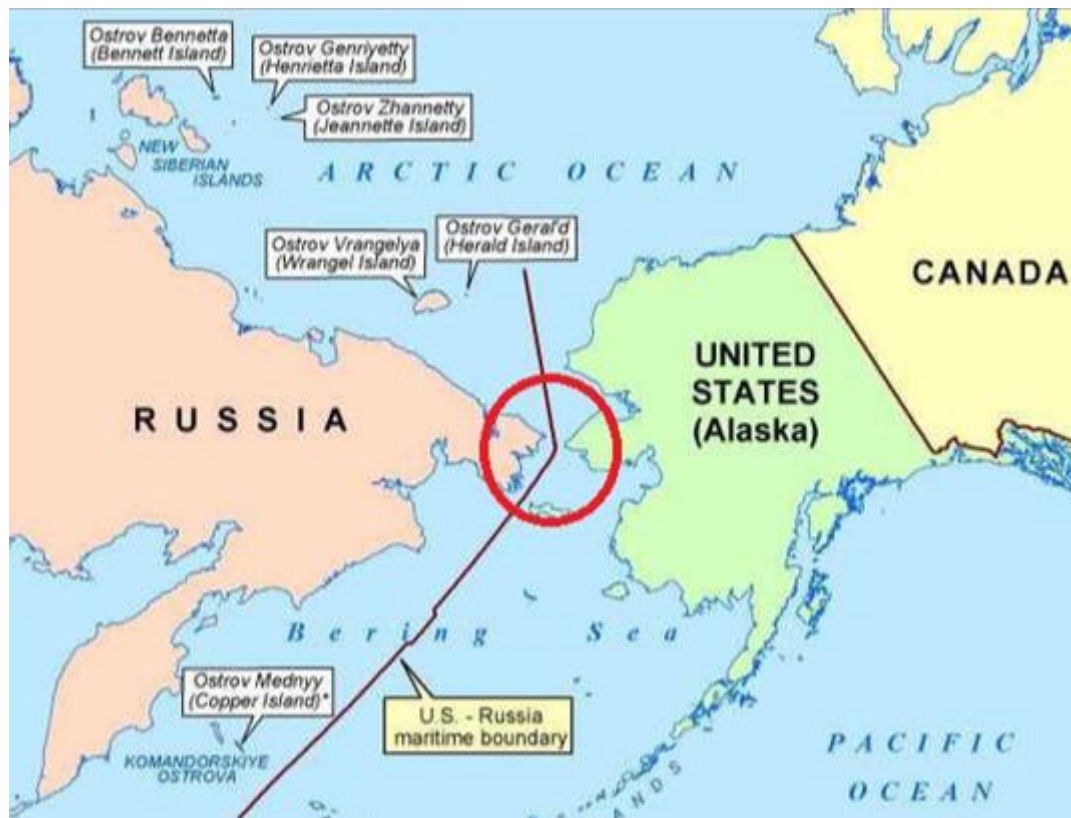 Ostrov Bennetta
(Bennett Island)
Ostrov Genriyetty
(Henrietta Island)
Ostrov Zhannetty
(Jeannette Island)
NEW
SIBERIAN
ISLANDS
ARCTIC OCEAN
Ostrov Vrangelya
(Wrangel Island)
Ostrov Geral'd
(Herald Island)
CANADA
UNITED
STATES
(Alaska)
RUSSIA
Bering Sea
Ostrov Mednyy
(Copper Island)*
KOMANDORSKIYE
OSTROVA
U.S. - Russia
maritime boundary
PACIFIC
OCEAN